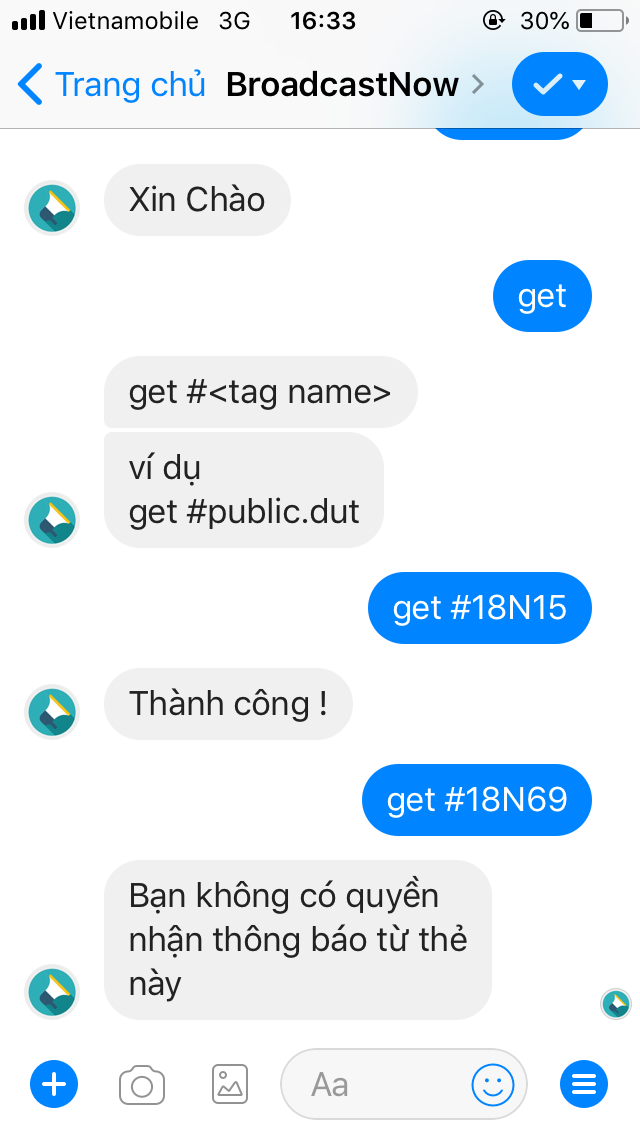 Vietnamobile 3G 16:33 30%
Trang chủ BroadcastNow
Xin Chào
get
get #<tag name>
ví dụ
get #public.dut
get #18N15
Thành công !
get #18N69
Bạn không có quyền
nhận thông báo từ thẻ
này
Aa